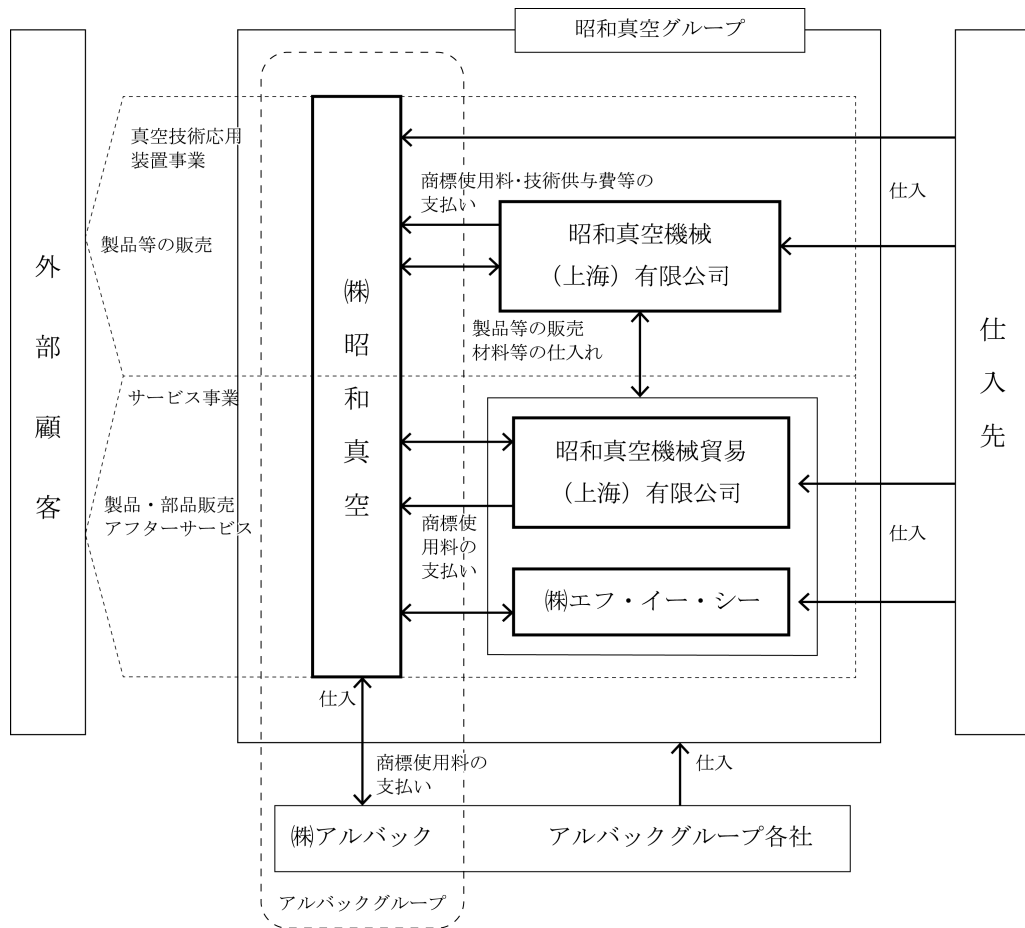 昭和真空グループ
真空技術応用
装置事業
商標使用料・技術供与費等の
支払い
仕入
昭和真空機械
（上海）有限公司
製品等の販売
外部顧客
㈱昭和真空
仕入先
製品等の販売
材料等の仕入れ
サービス事業
昭和真空機械貿易
（上海）有限公司
製品・部品販売
アフターサービス
商標使
用料の
支払い
仕入
㈱エフ・イー・シー
仕入
商標使用料の
支払い
仕入
㈱アルバック
アルバックグループ各社
アルバックグループ